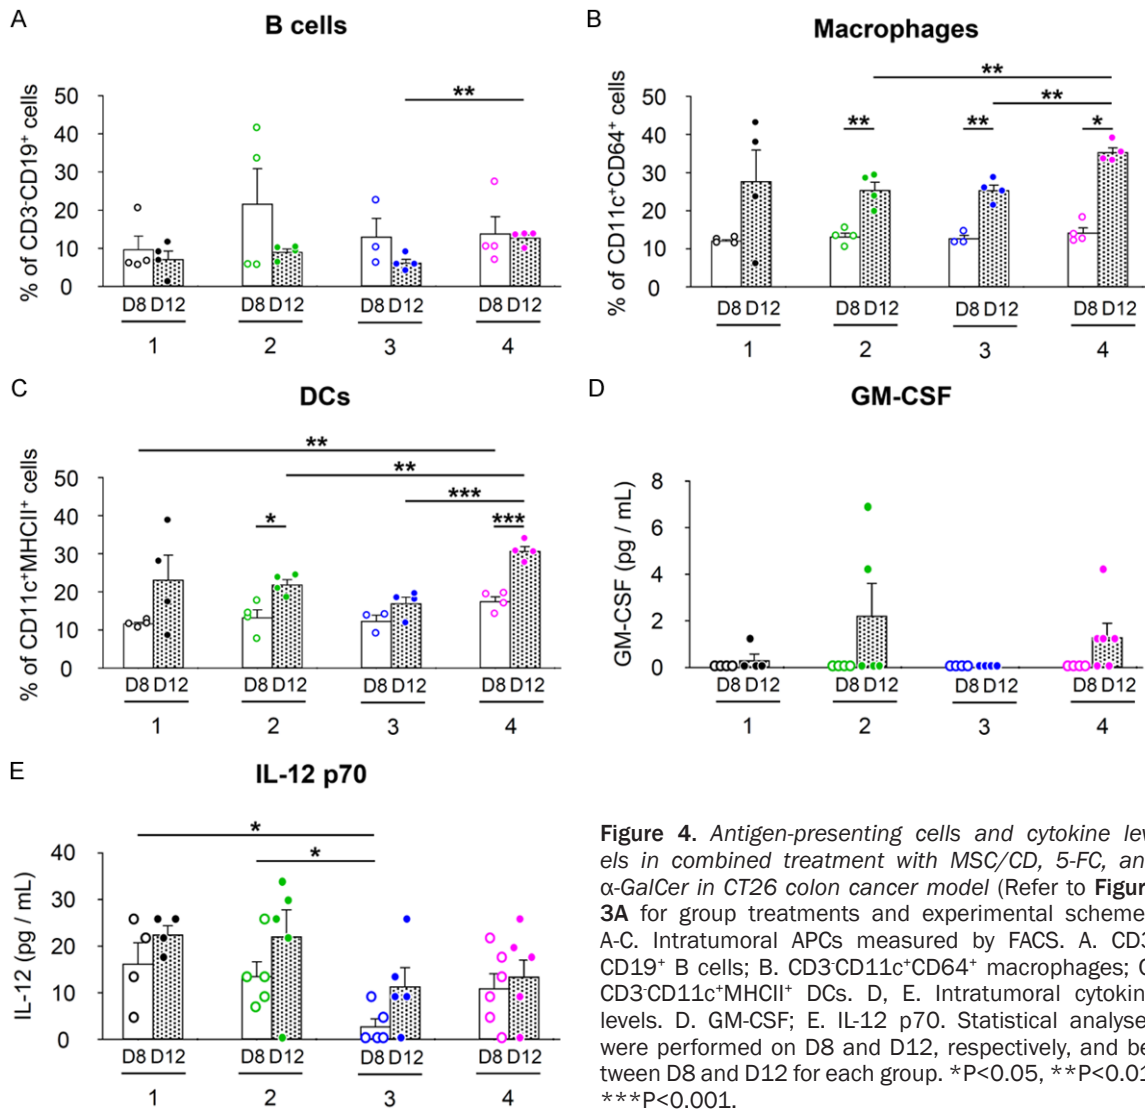 A
B cells
% of CD3⁻CD19⁺ cells
50
40
30
20
10
0
**
D8 D12 D8 D12 D8 D12 D8 D12
1 2 3 4
B
Macrophages
% of CD11c⁺CD64⁺ cells
50
40
30
20
10
0
**
**
** ** *
D8 D12 D8 D12 D8 D12 D8 D12
1 2 3 4
C
DCs
% of CD11c⁺MHCII⁺ cells
50
40
30
20
10
0
**
**
***
* ***
D8 D12 D8 D12 D8 D12 D8 D12
1 2 3 4
D
GM-CSF
GM-CSF (pg / mL)
8
6
4
2
0
D8 D12 D8 D12 D8 D12 D8 D12
1 2 3 4
E
IL-12 p70
IL-12 (pg / mL)
40
30
20
10
0
*
*
D8 D12 D8 D12 D8 D12 D8 D12
1 2 3 4
Figure 4. Antigen-presenting cells and cytokine lev-
els in combined treatment with MSC/CD, 5-FC, an
α-GalCer in CT26 colon cancer model (Refer to Figur
3A for group treatments and experimental scheme
A-C. Intratumoral APCs measured by FACS. A. CD3
CD19⁺ B cells; B. CD3⁻CD11c⁺CD64⁺ macrophages; C
CD3⁻CD11c⁺MHCII⁺ DCs. D, E. Intratumoral cytokin
levels. D. GM-CSF; E. IL-12 p70. Statistical analyse
were performed on D8 and D12, respectively, and be
tween D8 and D12 for each group. *P<0.05, **P<0.01
***P<0.001.